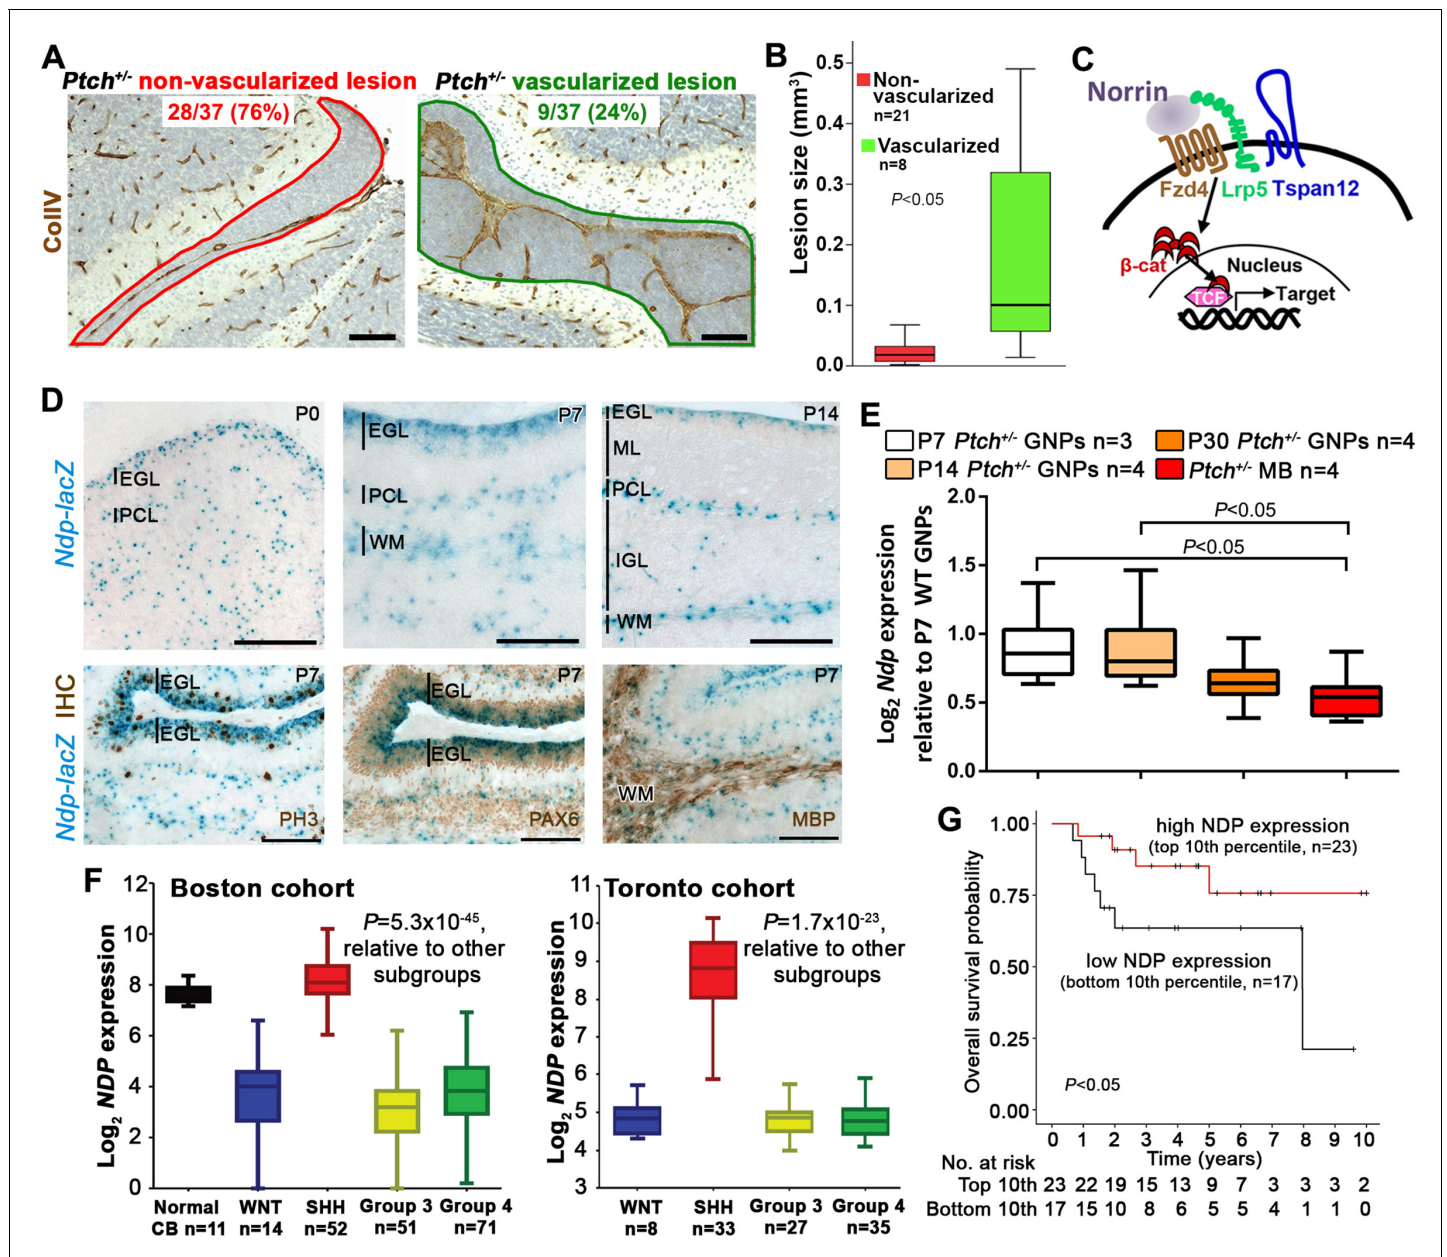 A
Ptch+/- non-vascularized lesion
28/37 (76%)
Ptch+/- vascularized lesion
9/37 (24%)
ColIV
B
Lesion size (mm3)
0.5
0.4
0.3
0.2
0.1
0.0
Non-
vascularized
n=21
Vascularized
n=8
P<0.05
C
Norrin
Fzd4
Lrp5
Tspan12
β-cat
Nucleus
TCF
Target
D
Ndp-lacZ
P0
EGL
PCL
P7
EGL
PCL
WM
P14
EGL
ML
PCL
IGL
WM
Ndp-lacZ IHC
P7
EGL
EGL
PH3
P7
EGL
EGL
PAX6
P7
WM
MBP
E
P7 Ptch+/- GNPs n=3
P14 Ptch+/- GNPs n=4
P30 Ptch+/- GNPs n=4
Ptch+/- MB n=4
Log2 Ndp expression
relative to P7 WT GNPs
2.0
1.5
1.0
0.5
0.0
P<0.05
P<0.05
F
Boston cohort
Log2 NDP expression
12
10
8
6
4
2
0
P=5.3x10-45,
relative to other
subgroups
Normal
CB n=11
WNT
n=14
SHH
n=52
Group 3
n=51
Group 4
n=71
Toronto cohort
Log2 NDP expression
11
10
9
8
7
6
5
4
3
P=1.7x10-23,
relative to other
subgroups
WNT
n=8
SHH
n=33
Group 3
n=27
Group 4
n=35
G
Overall survival probability
1.00
0.75
0.50
0.25
0.00
high NDP expression
(top 10th percentile, n=23)
low NDP expression
(bottom 10th percentile, n=17)
P<0.05
0 1 2 3 4 5 6 7 8 9 10
Time (years)
No. at risk
Top 10th 23 22 19 15 13 9 7 3 3 3 2
Bottom 10th 17 15 10 8 6 5 5 4 1 1 0